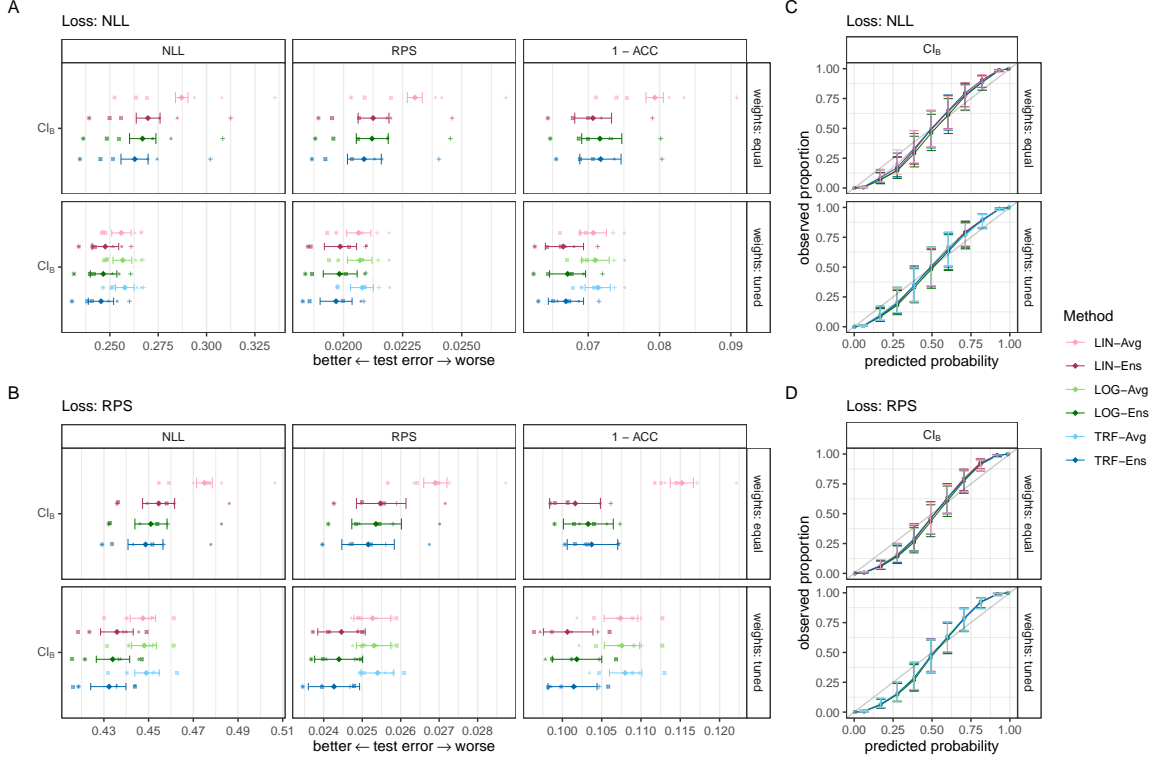 A
Loss: NLL
NLL
RPS
1 − ACC
CIB
weights: equal
CIB
weights: tuned
0.250
0.275
0.300
0.325
0.0200
0.0225
0.0250
0.07
0.08
0.09
better ← test error → worse
B
Loss: RPS
NLL
RPS
1 − ACC
CIB
weights: equal
CIB
weights: tuned
0.43
0.45
0.47
0.49
0.51
0.024
0.025
0.026
0.027
0.028
0.100
0.105
0.110
0.115
0.120
better ← test error → worse
C
Loss: NLL
CIB
observed proportion
1.00
0.75
0.50
0.25
0.00
weights: equal
1.00
0.75
0.50
0.25
0.00
weights: tuned
0.00
0.25
0.50
0.75
1.00
predicted probability
D
Loss: RPS
CIB
observed proportion
1.00
0.75
0.50
0.25
0.00
weights: equal
1.00
0.75
0.50
0.25
0.00
weights: tuned
0.00
0.25
0.50
0.75
1.00
predicted probability
Method
LIN−Avg
LIN−Ens
LOG−Avg
LOG−Ens
TRF−Avg
TRF−Ens